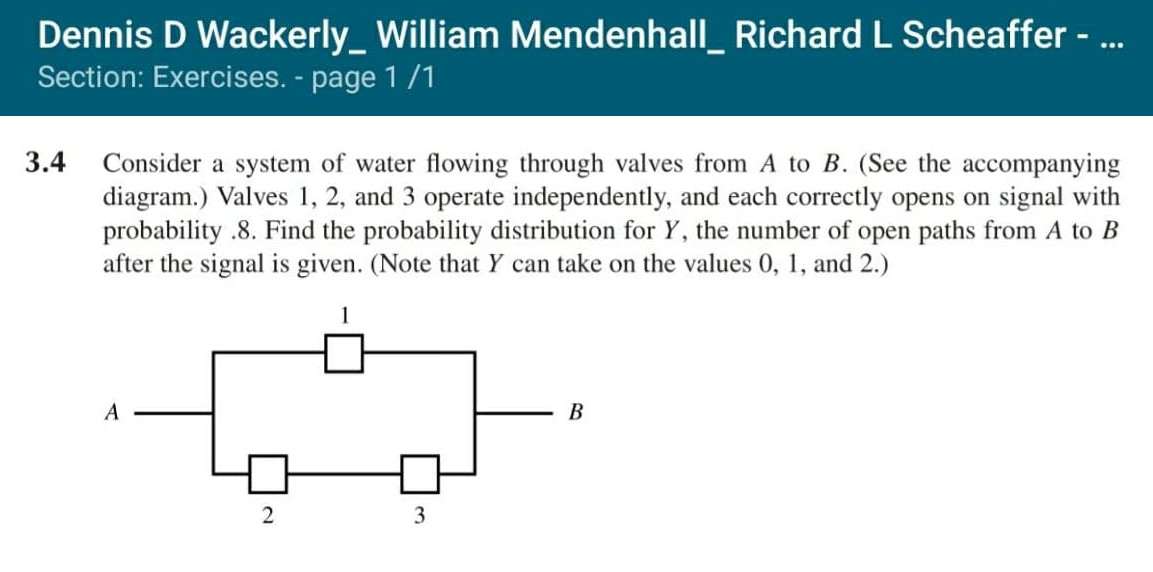 Dennis D Wackerly_ William Mendenhall_ Richard L Scheaffer - ...
Section: Exercises. - page 1 /1
3.4 Consider a system of water flowing through valves from A to B. (See the accompanying
diagram.) Valves 1, 2, and 3 operate independently, and each correctly opens on signal with
probability .8. Find the probability distribution for Y, the number of open paths from A to B
after the signal is given. (Note that Y can take on the values 0, 1, and 2.)
1
A
B
2
3